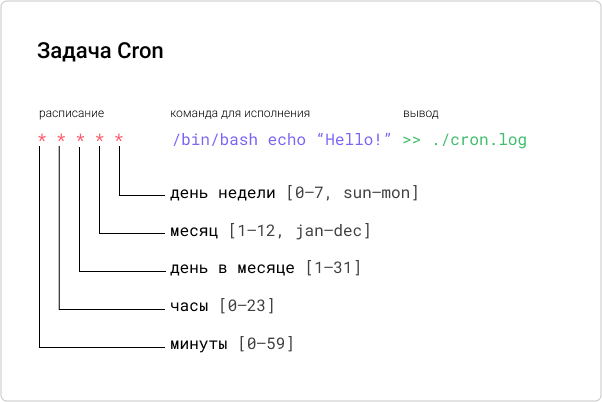 Задача Cron
расписание команда для исполнения вывод
* * * * * /bin/bash echo “Hello!” >> ./cron.log
день недели [0–7, sun–mon]
месяц [1–12, jan–dec]
день в месяце [1–31]
часы [0–23]
минуты [0–59]